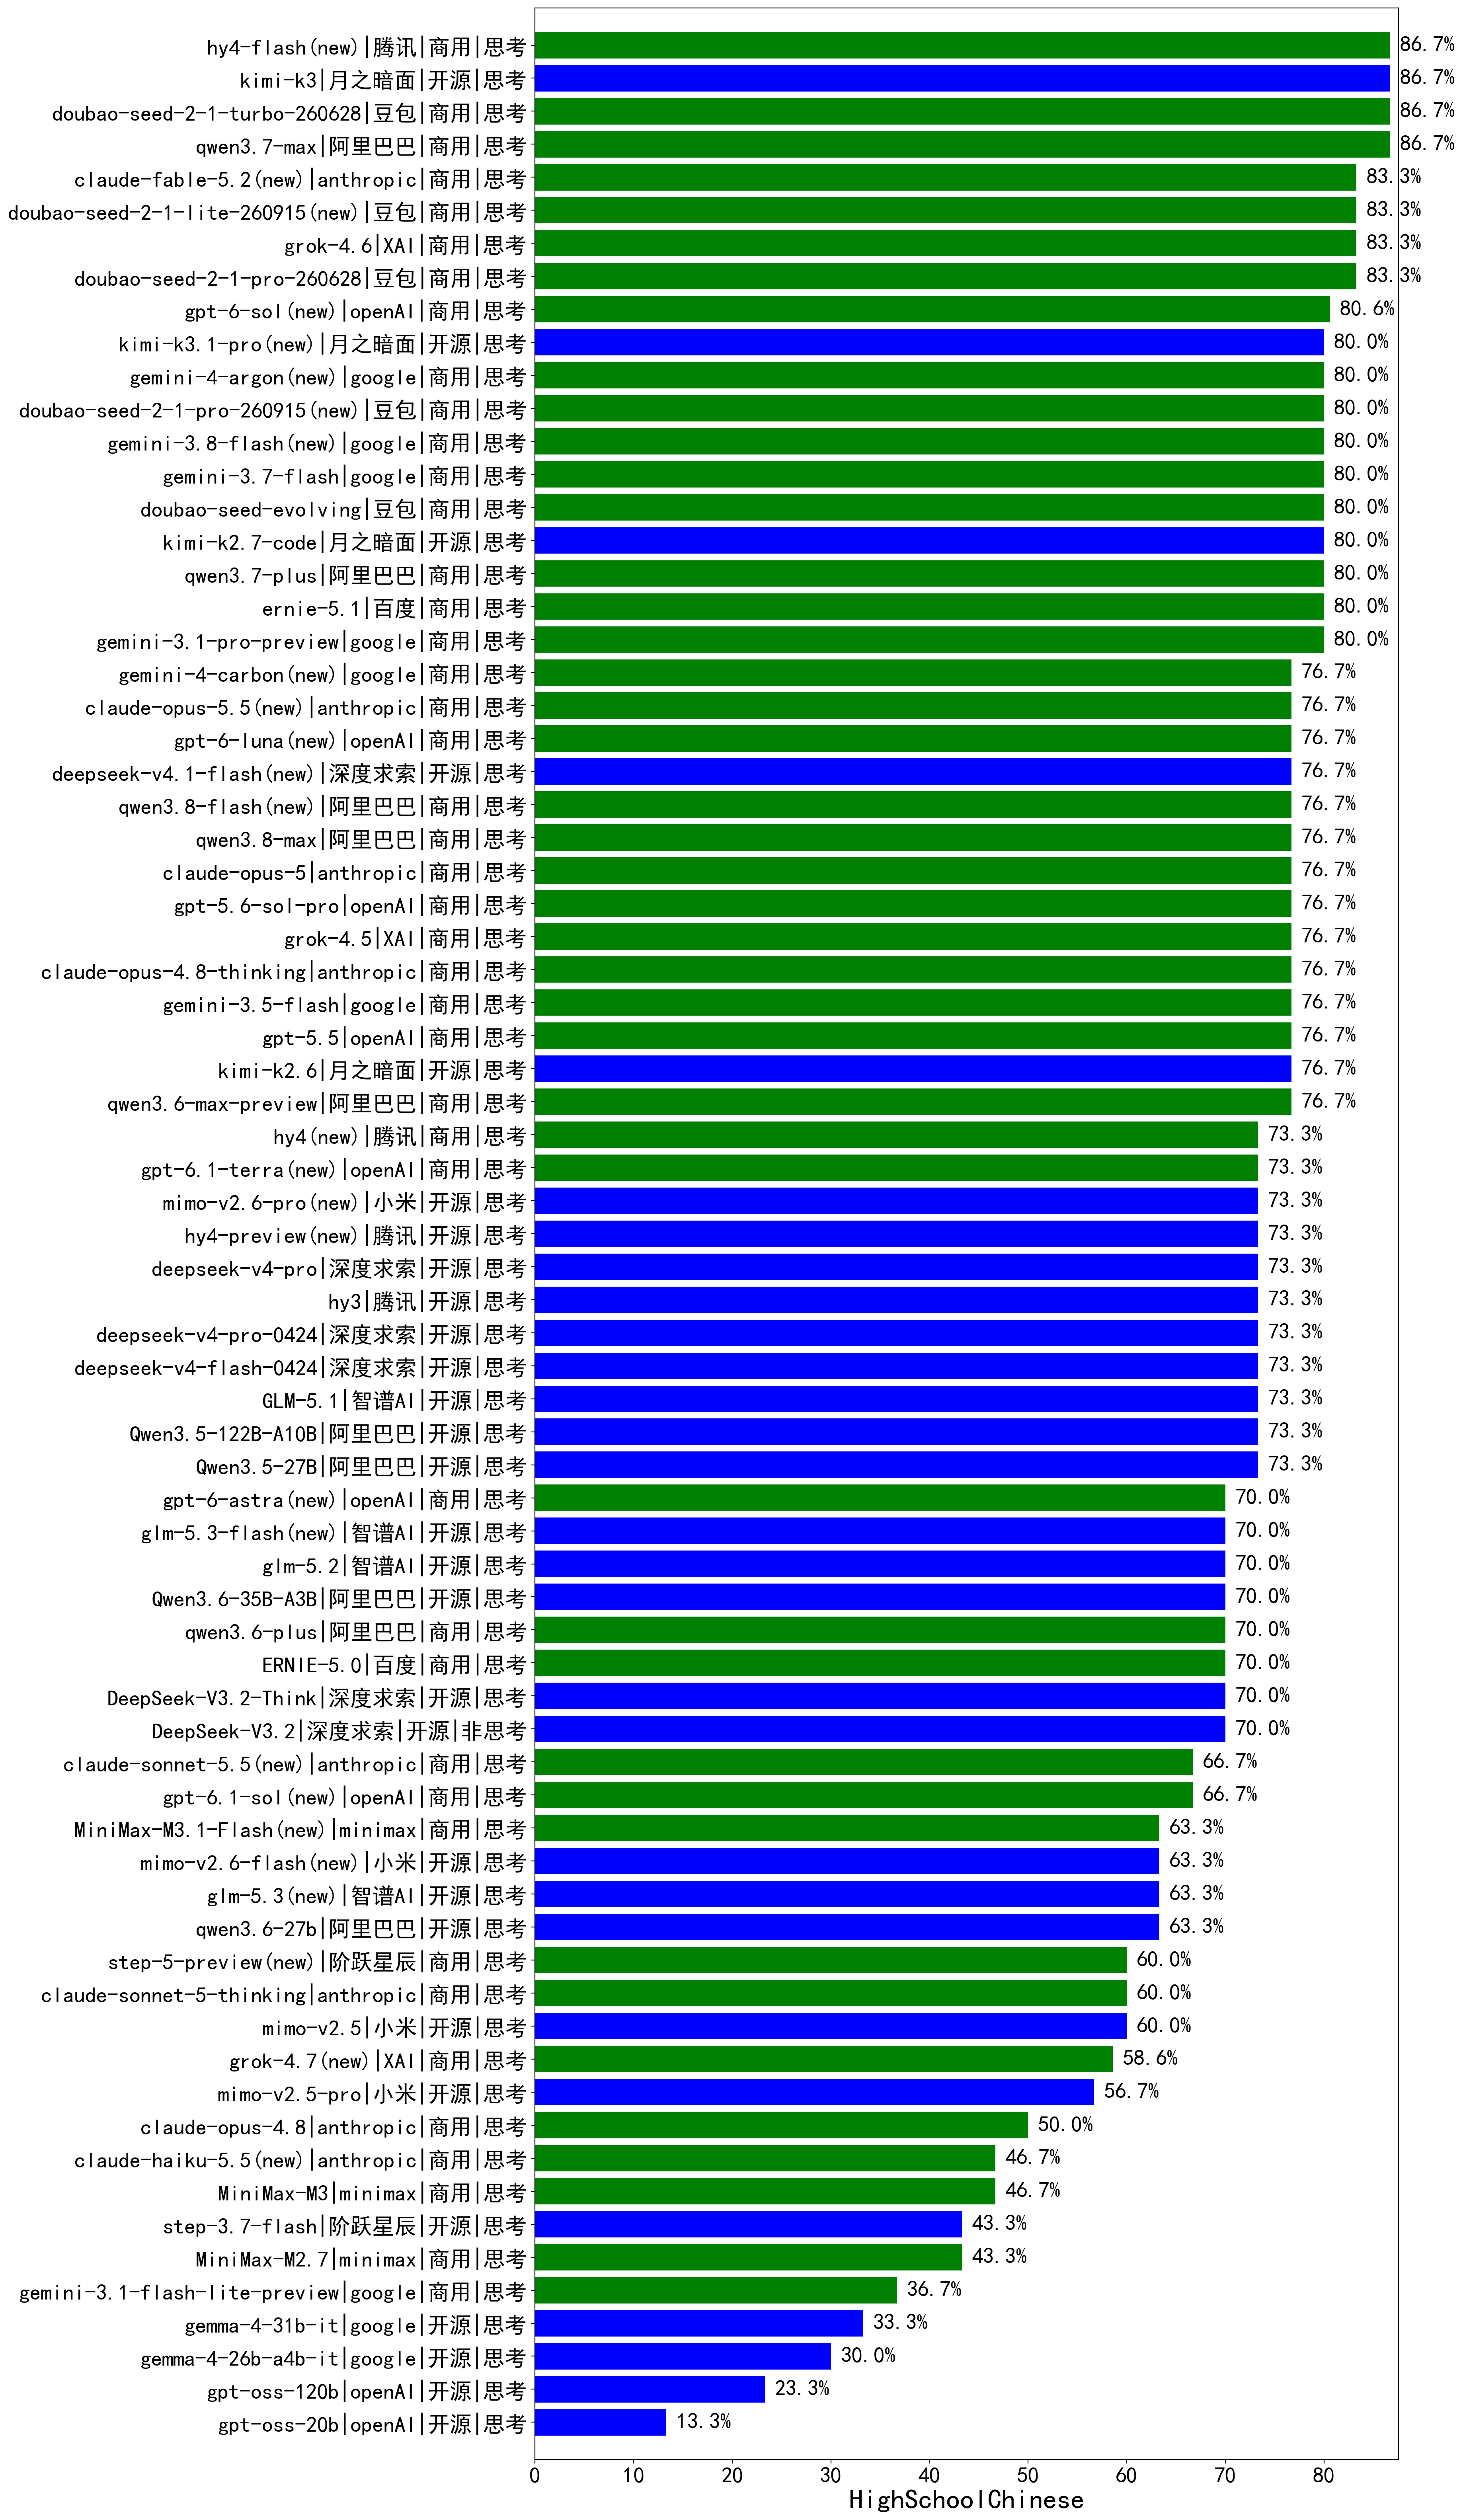 hy4-flash(new)|腾讯|商用|思考 86.7%
kimi-k3|月之暗面|开源|思考 86.7%
doubao-seed-2-1-turbo-260628|豆包|商用|思考 86.7%
qwen3.7-max|阿里巴巴|商用|思考 86.7%
claude-fable-5.2(new)|anthropic|商用|思考 83.3%
doubao-seed-2-1-lite-260915(new)|豆包|商用|思考 83.3%
grok-4.6|XAI|商用|思考 83.3%
doubao-seed-2-1-pro-260628|豆包|商用|思考 83.3%
gpt-6-sol(new)|openAI|商用|思考 80.6%
kimi-k3.1-pro(new)|月之暗面|开源|思考 80.0%
gemini-4-argon(new)|google|商用|思考 80.0%
doubao-seed-2-1-pro-260915(new)|豆包|商用|思考 80.0%
gemini-3.8-flash(new)|google|商用|思考 80.0%
gemini-3.7-flash|google|商用|思考 80.0%
doubao-seed-evolving|豆包|商用|思考 80.0%
kimi-k2.7-code|月之暗面|开源|思考 80.0%
qwen3.7-plus|阿里巴巴|商用|思考 80.0%
ernie-5.1|百度|商用|思考 80.0%
gemini-3.1-pro-preview|google|商用|思考 80.0%
gemini-4-carbon(new)|google|商用|思考 76.7%
claude-opus-5.5(new)|anthropic|商用|思考 76.7%
gpt-6-luna(new)|openAI|商用|思考 76.7%
deepseek-v4.1-flash(new)|深度求索|开源|思考 76.7%
qwen3.8-flash(new)|阿里巴巴|商用|思考 76.7%
qwen3.8-max|阿里巴巴|商用|思考 76.7%
claude-opus-5|anthropic|商用|思考 76.7%
gpt-5.6-sol-pro|openAI|商用|思考 76.7%
grok-4.5|XAI|商用|思考 76.7%
claude-opus-4.8-thinking|anthropic|商用|思考 76.7%
gemini-3.5-flash|google|商用|思考 76.7%
gpt-5.5|openAI|商用|思考 76.7%
kimi-k2.6|月之暗面|开源|思考 76.7%
qwen3.6-max-preview|阿里巴巴|商用|思考 76.7%
hy4(new)|腾讯|商用|思考 73.3%
gpt-6.1-terra(new)|openAI|商用|思考 73.3%
mimo-v2.6-pro(new)|小米|开源|思考 73.3%
hy4-preview(new)|腾讯|开源|思考 73.3%
deepseek-v4-pro|深度求索|开源|思考 73.3%
hy3|腾讯|开源|思考 73.3%
deepseek-v4-pro-0424|深度求索|开源|思考 73.3%
deepseek-v4-flash-0424|深度求索|开源|思考 73.3%
GLM-5.1|智谱AI|开源|思考 73.3%
Qwen3.5-122B-A10B|阿里巴巴|开源|思考 73.3%
Qwen3.5-27B|阿里巴巴|开源|思考 73.3%
gpt-6-astra(new)|openAI|商用|思考 70.0%
glm-5.3-flash(new)|智谱AI|开源|思考 70.0%
glm-5.2|智谱AI|开源|思考 70.0%
Qwen3.6-35B-A3B|阿里巴巴|开源|思考 70.0%
qwen3.6-plus|阿里巴巴|商用|思考 70.0%
ERNIE-5.0|百度|商用|思考 70.0%
DeepSeek-V3.2-Think|深度求索|开源|思考 70.0%
DeepSeek-V3.2|深度求索|开源|非思考 70.0%
claude-sonnet-5.5(new)|anthropic|商用|思考 66.7%
gpt-6.1-sol(new)|openAI|商用|思考 66.7%
MiniMax-M3.1-Flash(new)|minimax|商用|思考 63.3%
mimo-v2.6-flash(new)|小米|开源|思考 63.3%
glm-5.3(new)|智谱AI|开源|思考 63.3%
qwen3.6-27b|阿里巴巴|开源|思考 63.3%
step-5-preview(new)|阶跃星辰|商用|思考 60.0%
claude-sonnet-5-thinking|anthropic|商用|思考 60.0%
mimo-v2.5|小米|开源|思考 60.0%
grok-4.7(new)|XAI|商用|思考 58.6%
mimo-v2.5-pro|小米|开源|思考 56.7%
claude-opus-4.8|anthropic|商用|思考 50.0%
claude-haiku-5.5(new)|anthropic|商用|思考 46.7%
MiniMax-M3|minimax|商用|思考 46.7%
step-3.7-flash|阶跃星辰|开源|思考 43.3%
MiniMax-M2.7|minimax|商用|思考 43.3%
gemini-3.1-flash-lite-preview|google|商用|思考 36.7%
gemma-4-31b-it|google|开源|思考 33.3%
gemma-4-26b-a4b-it|google|开源|思考 30.0%
gpt-oss-120b|openAI|开源|思考 23.3%
gpt-oss-20b|openAI|开源|思考 13.3%
0 10 20 30 40 50 60 70 80
HighSchoolChinese